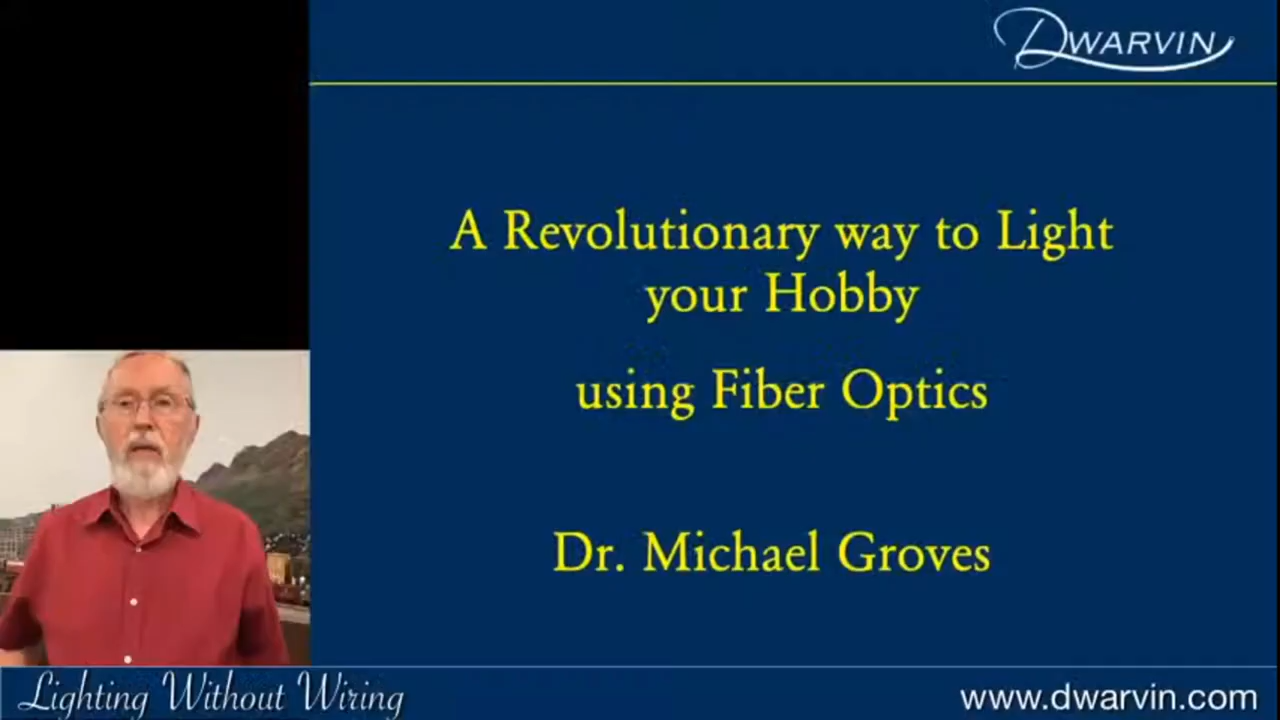 DWARVIN
A Revolutionary way to Light
your Hobby
using Fiber Optics
Dr. Michael Groves
Lighting Without Wiring
www.dwarvin.com